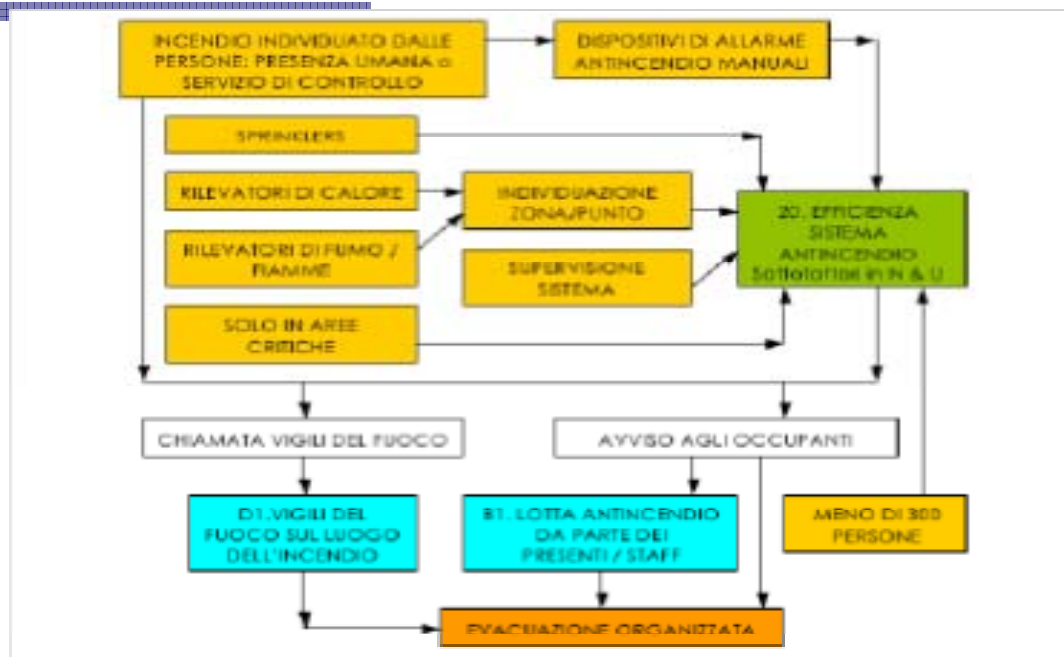 INCENDIO INDIVIDUATO DALLE
PERSONE: PRESENZA UMANA o
SERVIZIO DI CONTROLLO
DISPOSITIVI DI ALLARME
ANTINCENDIO MANUALI
SPRINKLERS
RILEVATORI DI CALORE
INDIVIDUAZIONE
ZONA/PUNTO
20. EFFICIENZA
SISTEMA
ANTINCENDIO
Sottofattori in N & U
RILEVATORI DI FUMO /
FIAMME
SUPERVISIONE
SISTEMA
SOLO IN AREE
CRITICHE
CHIAMATA VIGILI DEL FUOCO
AVVISO AGLI OCCUPANTI
D1.VIGILI DEL
FUOCO SUL LUOGO
DELL'INCENDIO
B1. LOTTA ANTINCENDIO
DA PARTE DEI
PRESENTI / STAFF
MENO DI 300
PERSONE
EVACUAZIONE ORGANIZZATA